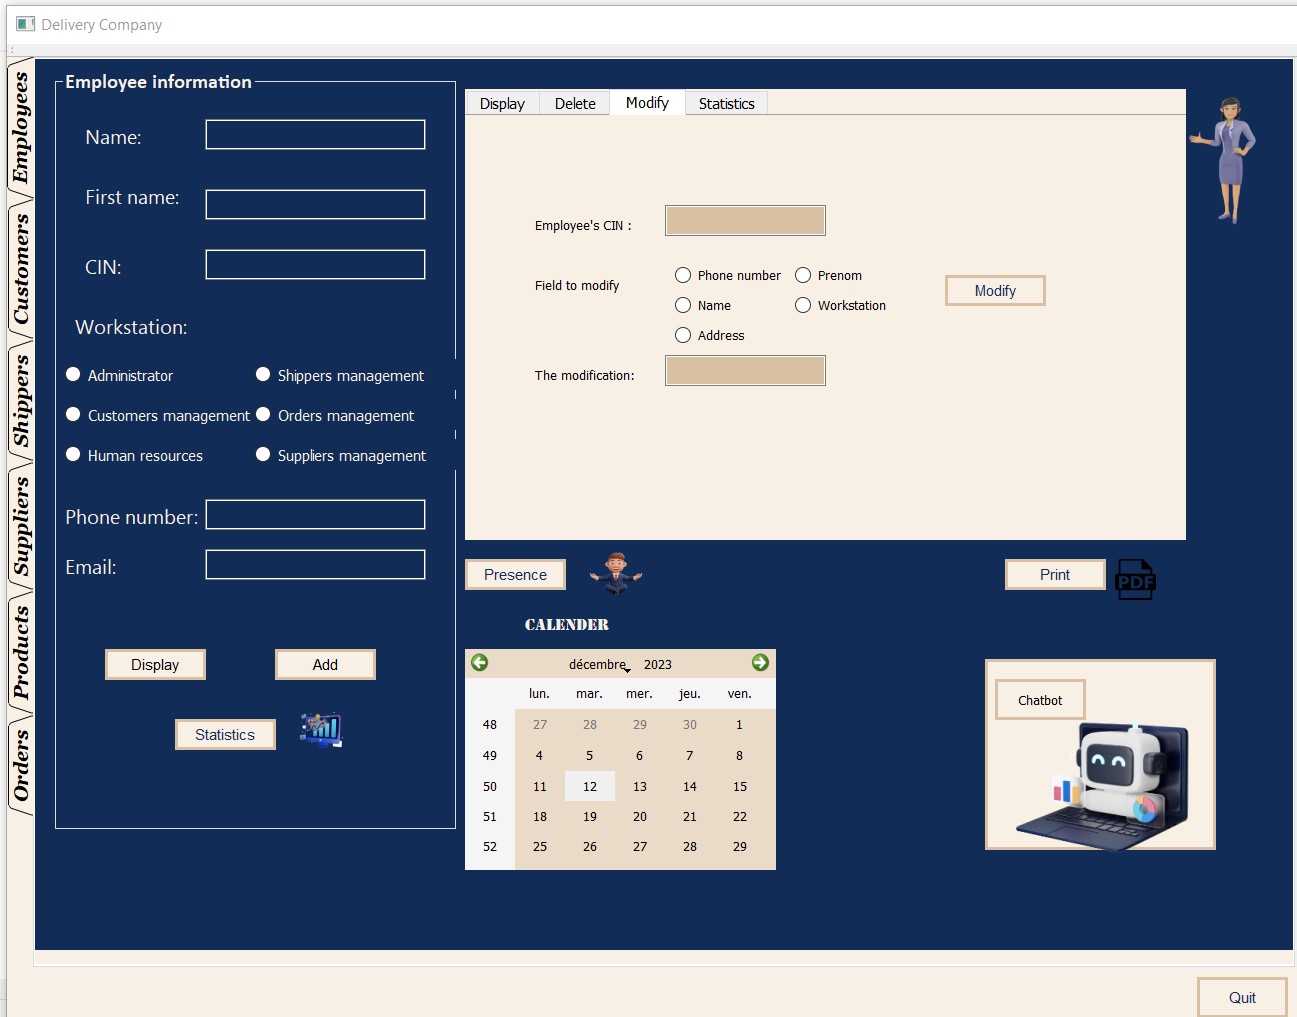 Delivery Company
Employees
Customers
Shippers
Suppliers
Products
Orders
Employee information
Name:
First name:
CIN:
Workstation:
Administrator
Shippers management
Customers management
Orders management
Human resources
Suppliers management
Phone number:
Email:
Display
Add
Statistics
Display Delete Modify Statistics
Employee's CIN :
Field to modify
Phone number Prenom
Name Workstation
Address
Modify
The modification:
Presence
Print
PDF
CALENDER
décembre 2023
lun. mar. mer. jeu. ven.
48 27 28 29 30 1
49 4 5 6 7 8
50 11 12 13 14 15
51 18 19 20 21 22
52 25 26 27 28 29
Chatbot
Quit